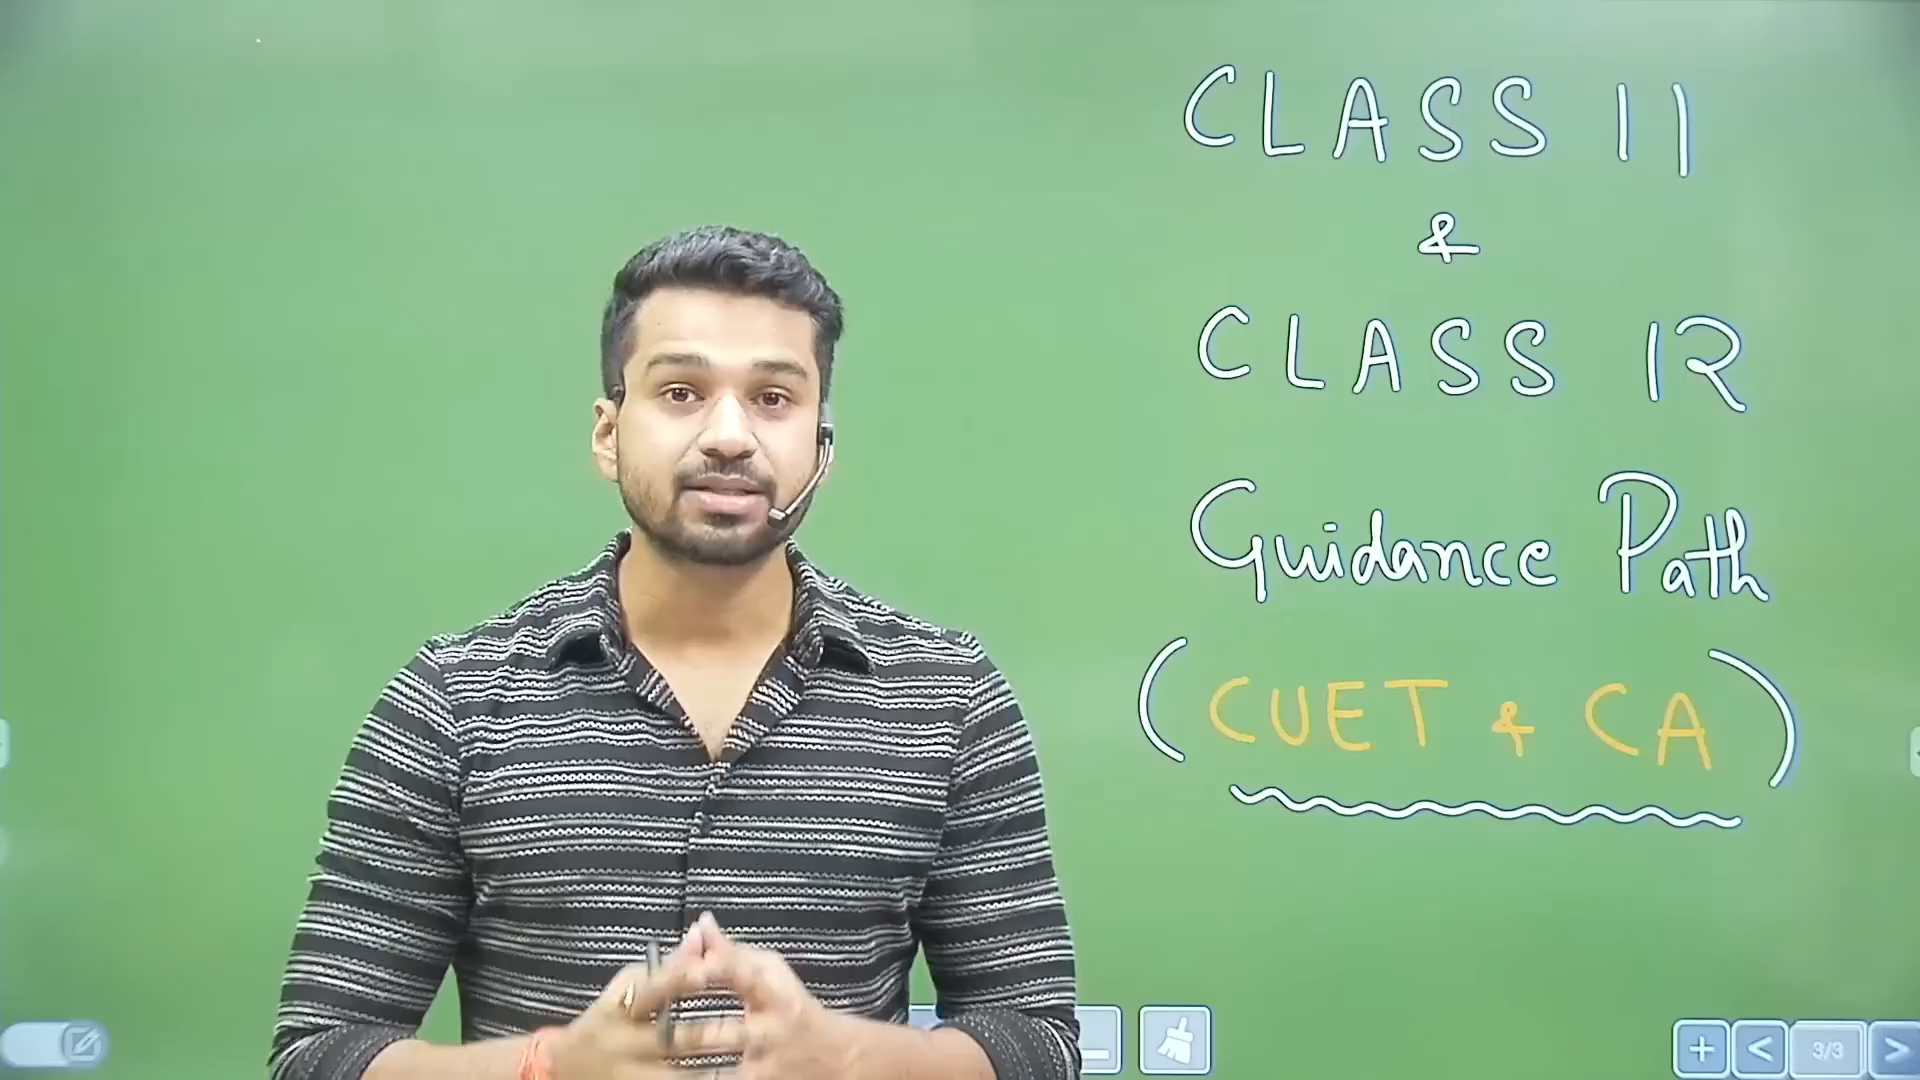 CLASS 11
&
CLASS 12
Guidance Path
(CUET & CA)
3/3